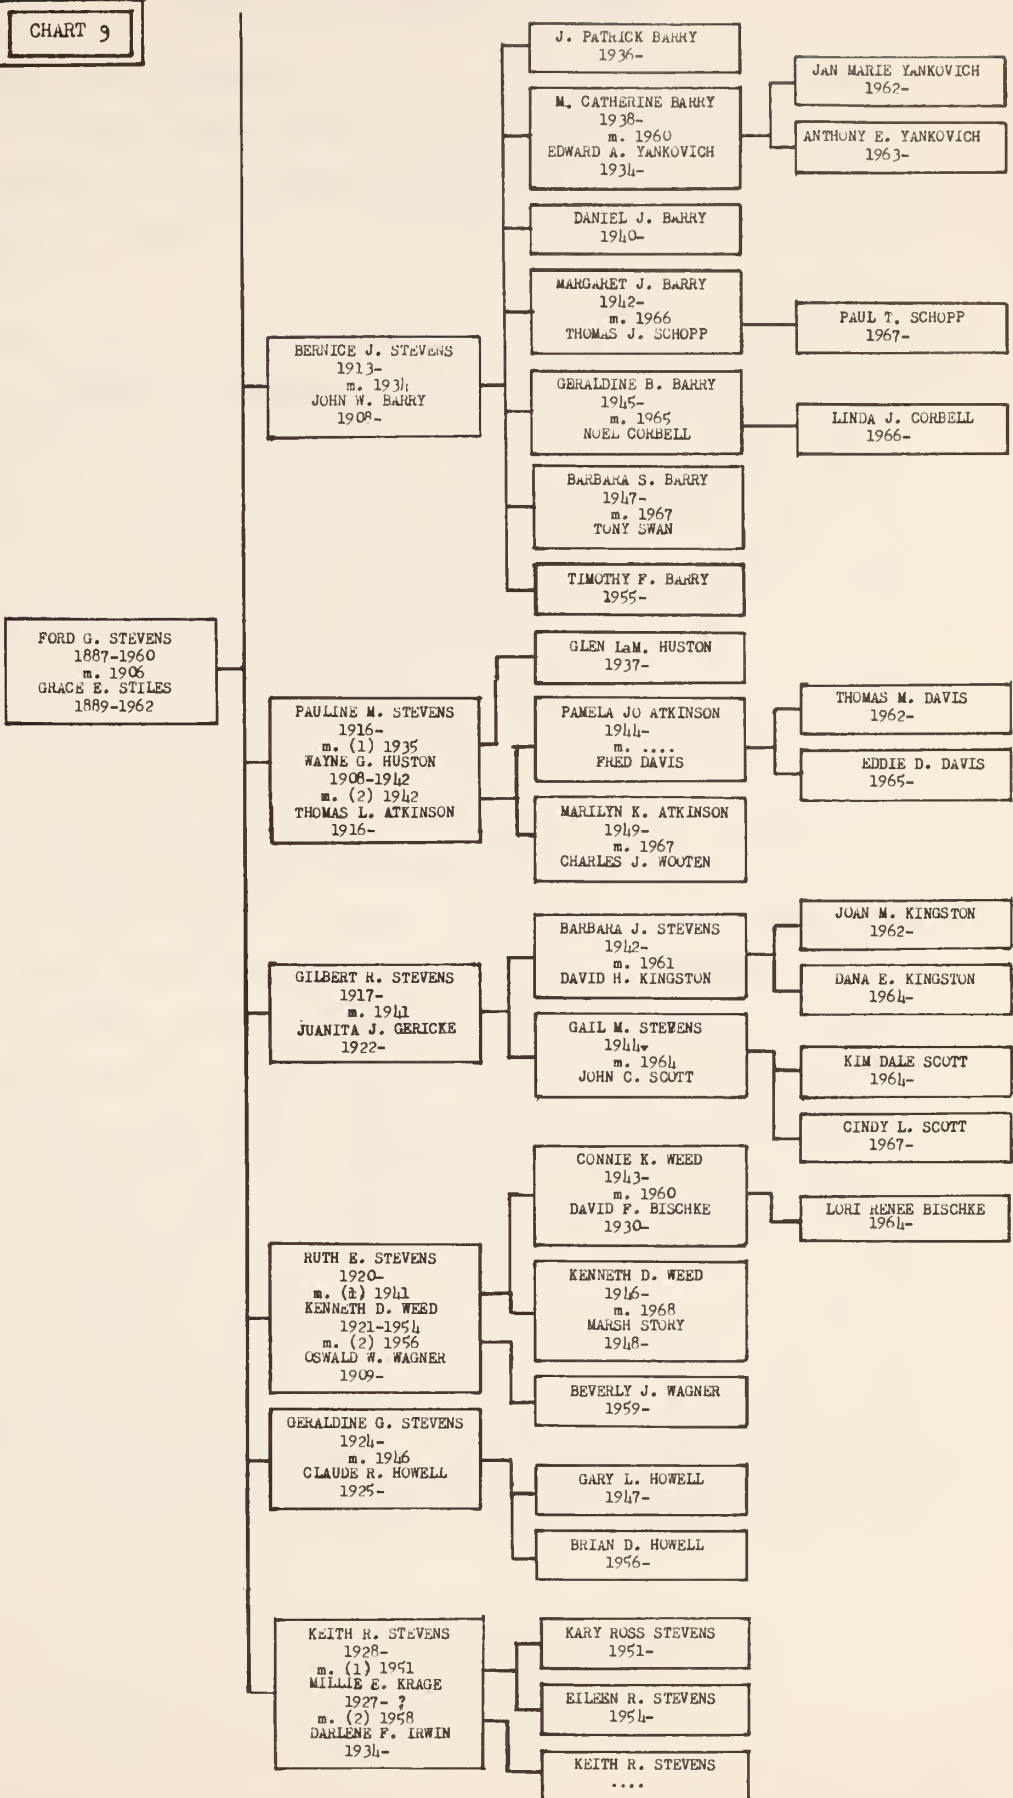 CHART 9
FORD G. STEVENS
1887-1960
m. 1906
GRACE E. STILES
1889-1962
BERNICE J. STEVENS
1913-
m. 1934
JOHN W. BARRY
1908-
J. PATRICK BARRY
1936-
M. CATHERINE BARRY
1938-
m. 1960
EDWARD A. YANKOVICH
1934-
JAN MARIE YANKOVICH
1962-
ANTHONY E. YANKOVICH
1963-
DANIEL J. BARRY
1940-
MARGARET J. BARRY
1942-
m. 1966
THOMAS J. SCHOPP
PAUL T. SCHOPP
1967-
GERALDINE B. BARRY
1945-
m. 1965
NOEL CORBELL
LINDA J. CORBELL
1966-
BARBARA S. BARRY
1947-
m. 1967
TONY SWAN
TIMOTHY F. BARRY
1955-
PAULINE M. STEVENS
1916-
m. (1) 1935
WAYNE G. HUSTON
1908-1942
m. (2) 1942
THOMAS L. ATKINSON
1916-
GLEN LaM. HUSTON
1937-
PAMELA JO ATKINSON
1944-
m. ....
FRED DAVIS
THOMAS M. DAVIS
1962-
EDDIE D. DAVIS
1965-
MARILYN K. ATKINSON
1949-
m. 1967
CHARLES J. WOOTEN
GILBERT R. STEVENS
1917-
m. 1941
JUANITA J. GERICKE
1922-
BARBARA J. STEVENS
1942-
m. 1961
DAVID H. KINGSTON
JOAN M. KINGSTON
1962-
DANA E. KINGSTON
1964-
GAIL M. STEVENS
1944-
m. 1964
JOHN C. SCOTT
KIM DALE SCOTT
1964-
CINDY L. SCOTT
1967-
RUTH E. STEVENS
1920-
m. (1) 1941
KENNETH D. WEED
1921-1954
m. (2) 1956
OSWALD W. WAGNER
1909-
CONNIE K. WEED
1943-
m. 1960
DAVID F. BISCHKE
1930-
LORI RENEE BISCHKE
1964-
KENNETH D. WEED
1946-
m. 1968
MARSH STORY
1948-
BEVERLY J. WAGNER
1959-
GERALDINE G. STEVENS
1924-
m. 1946
CLAUDE R. HOWELL
1925-
GARY L. HOWELL
1947-
BRIAN D. HOWELL
1956-
KEITH R. STEVENS
1928-
m. (1) 1951
MILLIE E. KRAGE
1927- ?
m. (2) 1958
DARLENE F. IRWIN
1934-
KARY ROSS STEVENS
1951-
EILEEN R. STEVENS
1954-
KEITH R. STEVENS
....